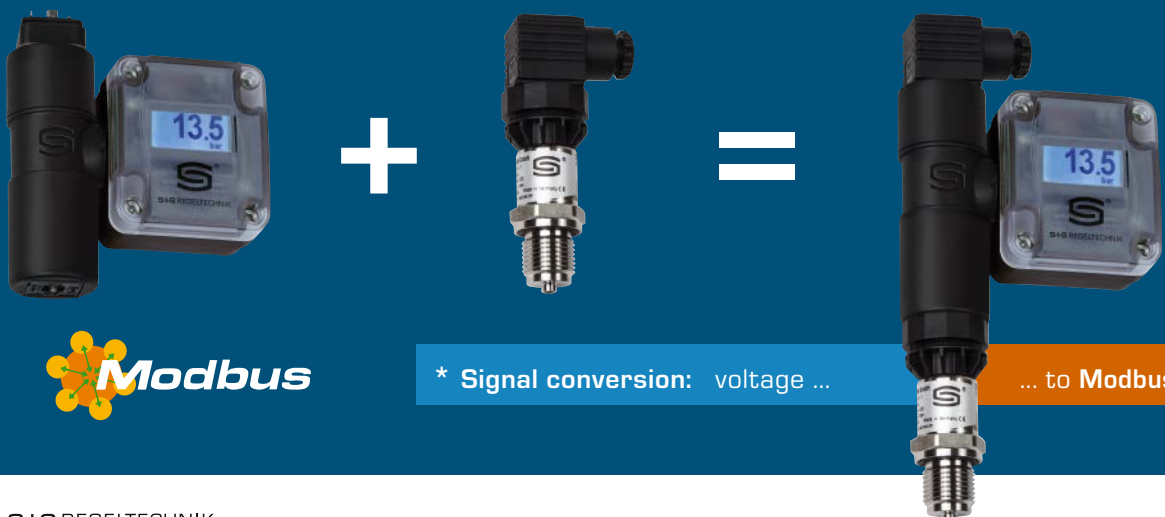 13.5
bar
S+S REGELTECHNIK
+
=
13.5
bar
S+S REGELTECHNIK
Modbus
* Signal conversion: voltage ...
... to Modbus
S+S REGELTECHNIK